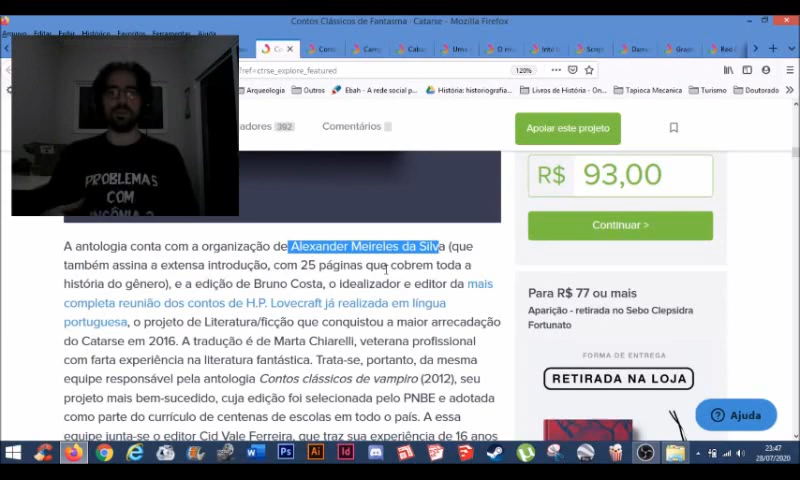 Contos Clássicos de Fantasma · Catarse - Mozilla Firefox
Arquivo Editar Exibir Histórico Favoritos Ferramentas Ajuda
?ref=ctrse_explore_featured
120%
Arqueologia
Outros
Ebah - A rede social p...
História: historiografia...
Livros de História - On...
Tapioca Mecanica
Turismo
Doutorado
adores 392
Comentários
Apoiar este projeto
PROBLEMAS
COM
R$ 93,00
Continuar >
A antologia conta com a organização de Alexander Meireles da Silva (que
também assina a extensa introdução, com 25 páginas que cobrem toda a
história do gênero), e a edição de Bruno Costa, o idealizador e editor da mais
completa reunião dos contos de H.P. Lovecraft já realizada em língua
portuguesa, o projeto de Literatura/ficção que conquistou a maior arrecadação
do Catarse em 2016. A tradução é de Marta Chiarelli, veterana profissional
com farta experiência na literatura fantástica. Trata-se, portanto, da mesma
equipe responsável pela antologia Contos clássicos de vampiro (2012), seu
projeto mais bem-sucedido, cuja edição foi selecionada pelo PNBE e adotada
como parte do currículo de centenas de escolas em todo o país. A essa
equipe junta-se o editor Cid Vale Ferreira, que traz sua experiência de 16 anos
Para R$ 77 ou mais
Aparição - retirada no Sebo Clepsidra
Fortunato
FORMA DE ENTREGA
RETIRADA NA LOJA
Ajuda
23:47
28/07/2020